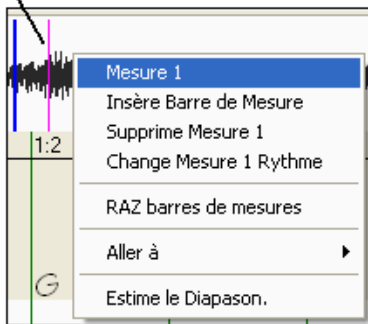 Mesure 1
Insère Barre de Mesure
Supprime Mesure 1
1:2
Change Mesure 1 Rythme
RAZ barres de mesures
Aller à
G
Estime le Diapason.